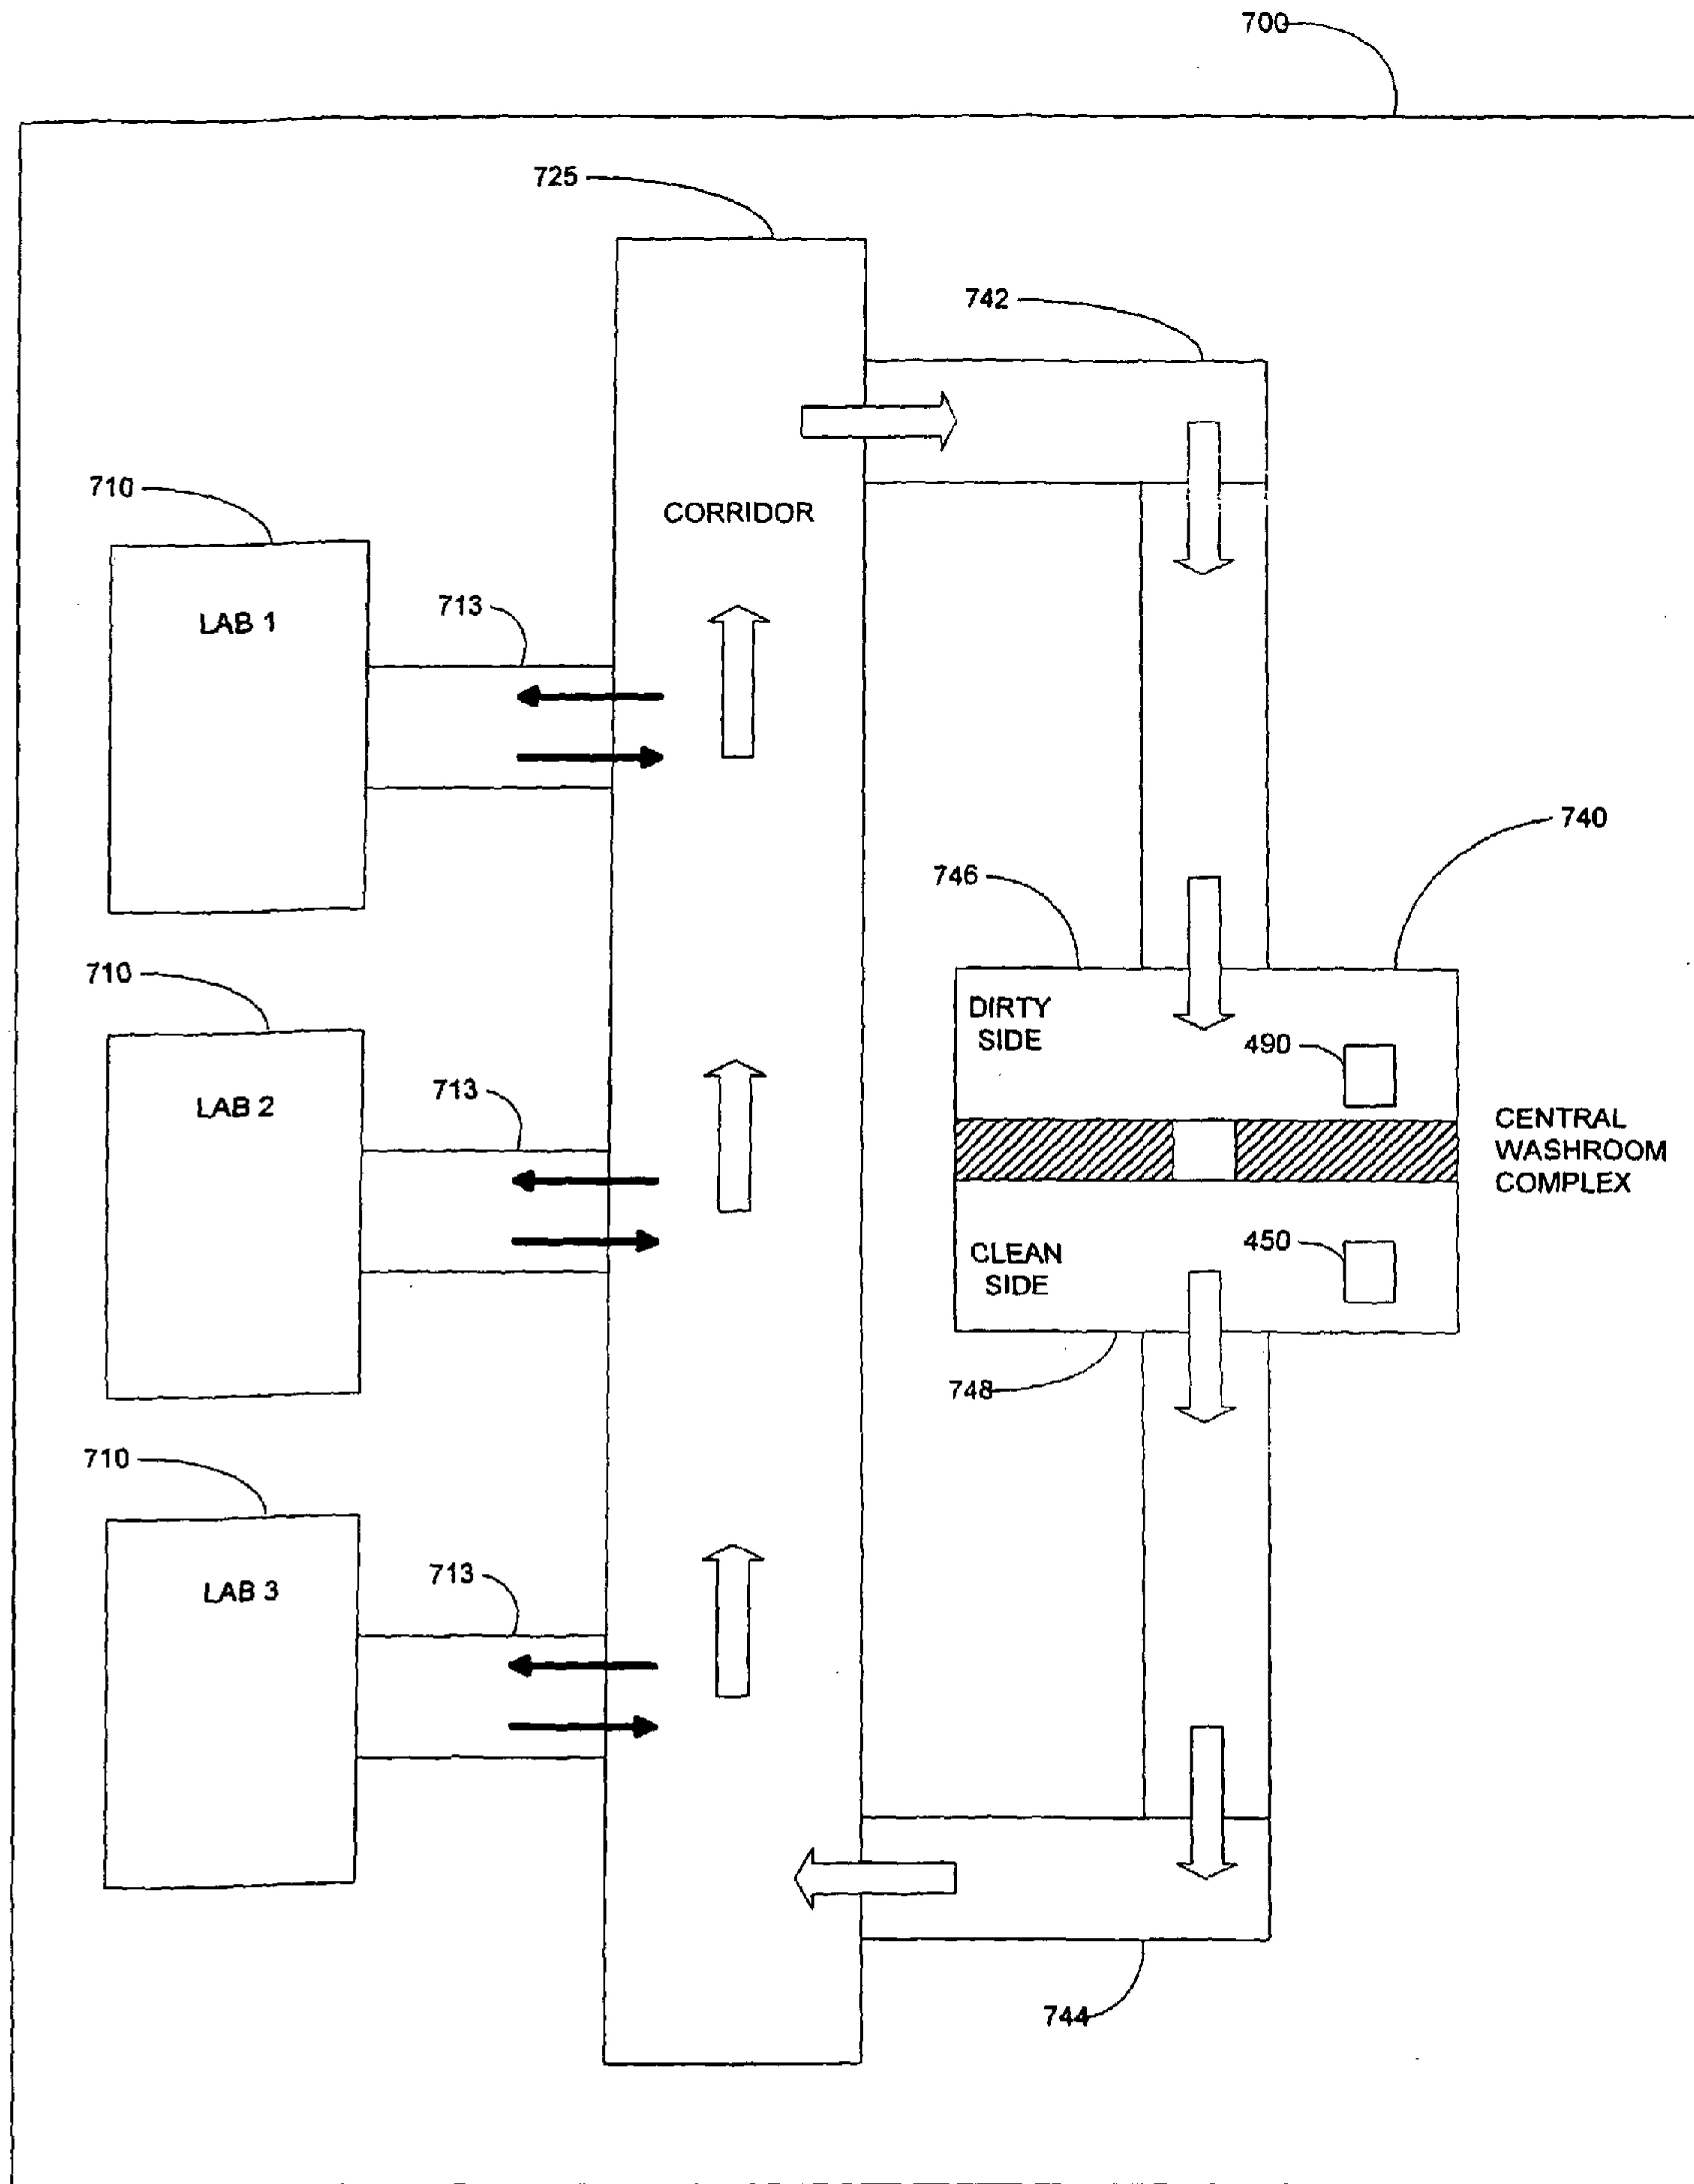 700
725
742
CORRIDOR
710
LAB 1
713
740
746
710
DIRTY
SIDE
490
LAB 2
713
CENTRAL
WASHROOM
COMPLEX
450
CLEAN
SIDE
748
710
LAB 3
713
744